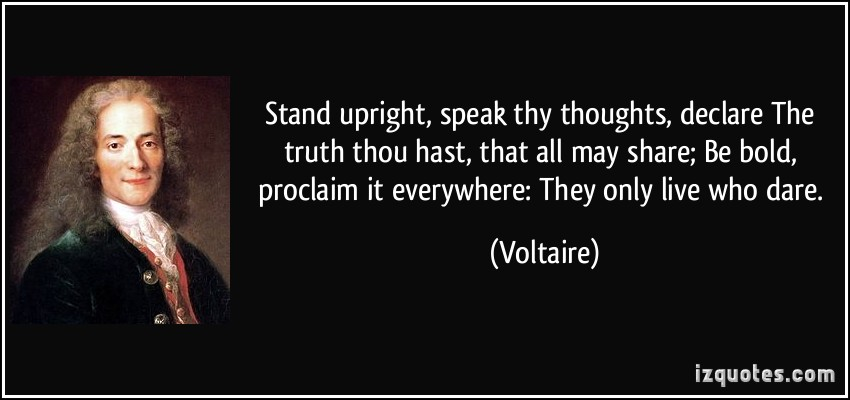 Stand upright, speak thy thoughts, declare The
truth thou hast, that all may share; Be bold,
proclaim it everywhere: They only live who dare.
(Voltaire)
izquotes.com